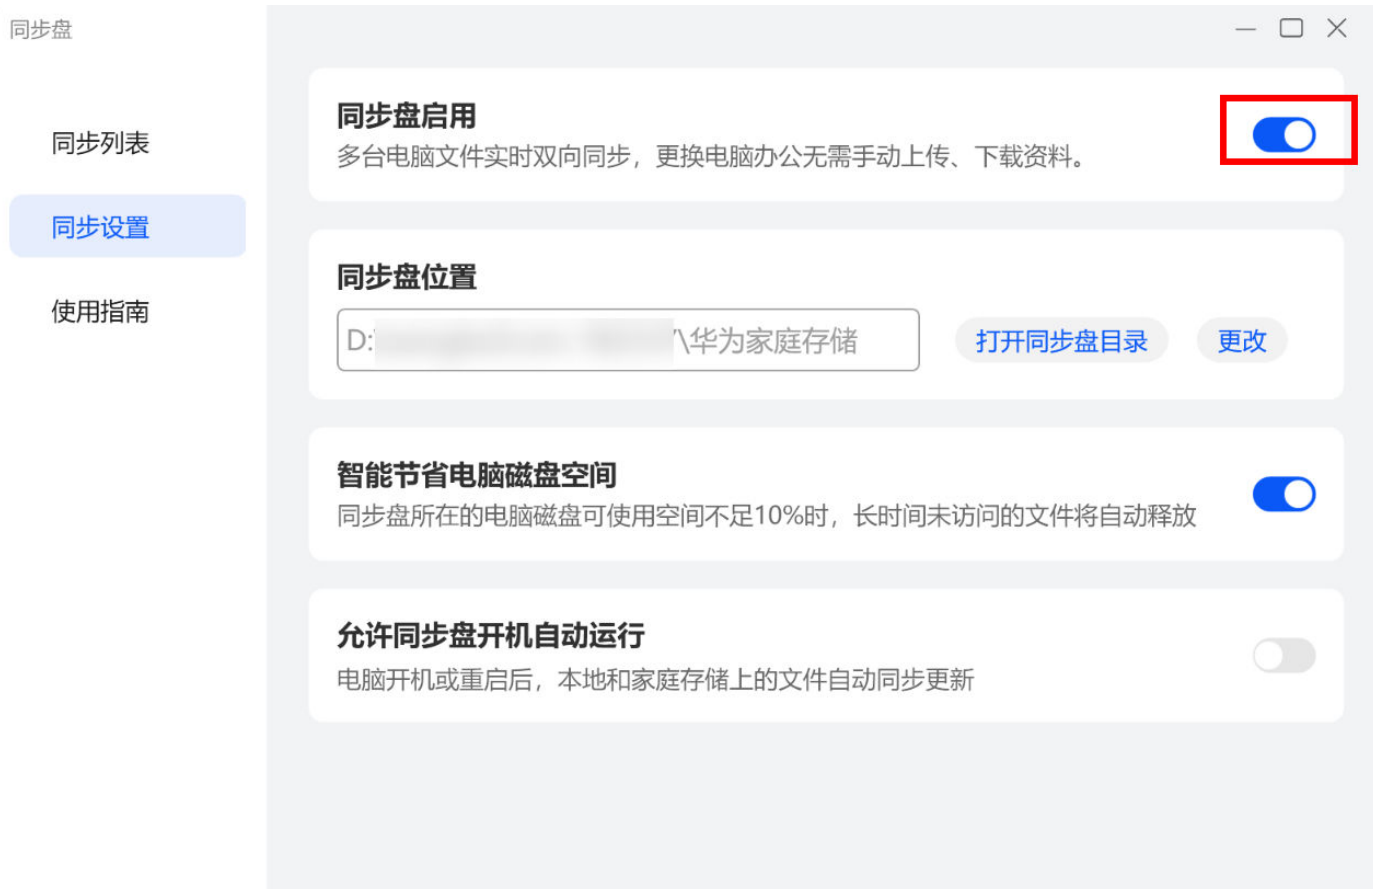 同步盘
同步列表
同步设置
使用指南
同步盘启用
多台电脑文件实时双向同步，更换电脑办公无需手动上传、下载资料。
同步盘位置
D:
\华为家庭存储
打开同步盘目录
更改
智能节省电脑磁盘空间
同步盘所在的电脑磁盘可使用空间不足10%时，长时间未访问的文件将自动释放
允许同步盘开机自动运行
电脑开机或重启后，本地和家庭存储上的文件自动同步更新